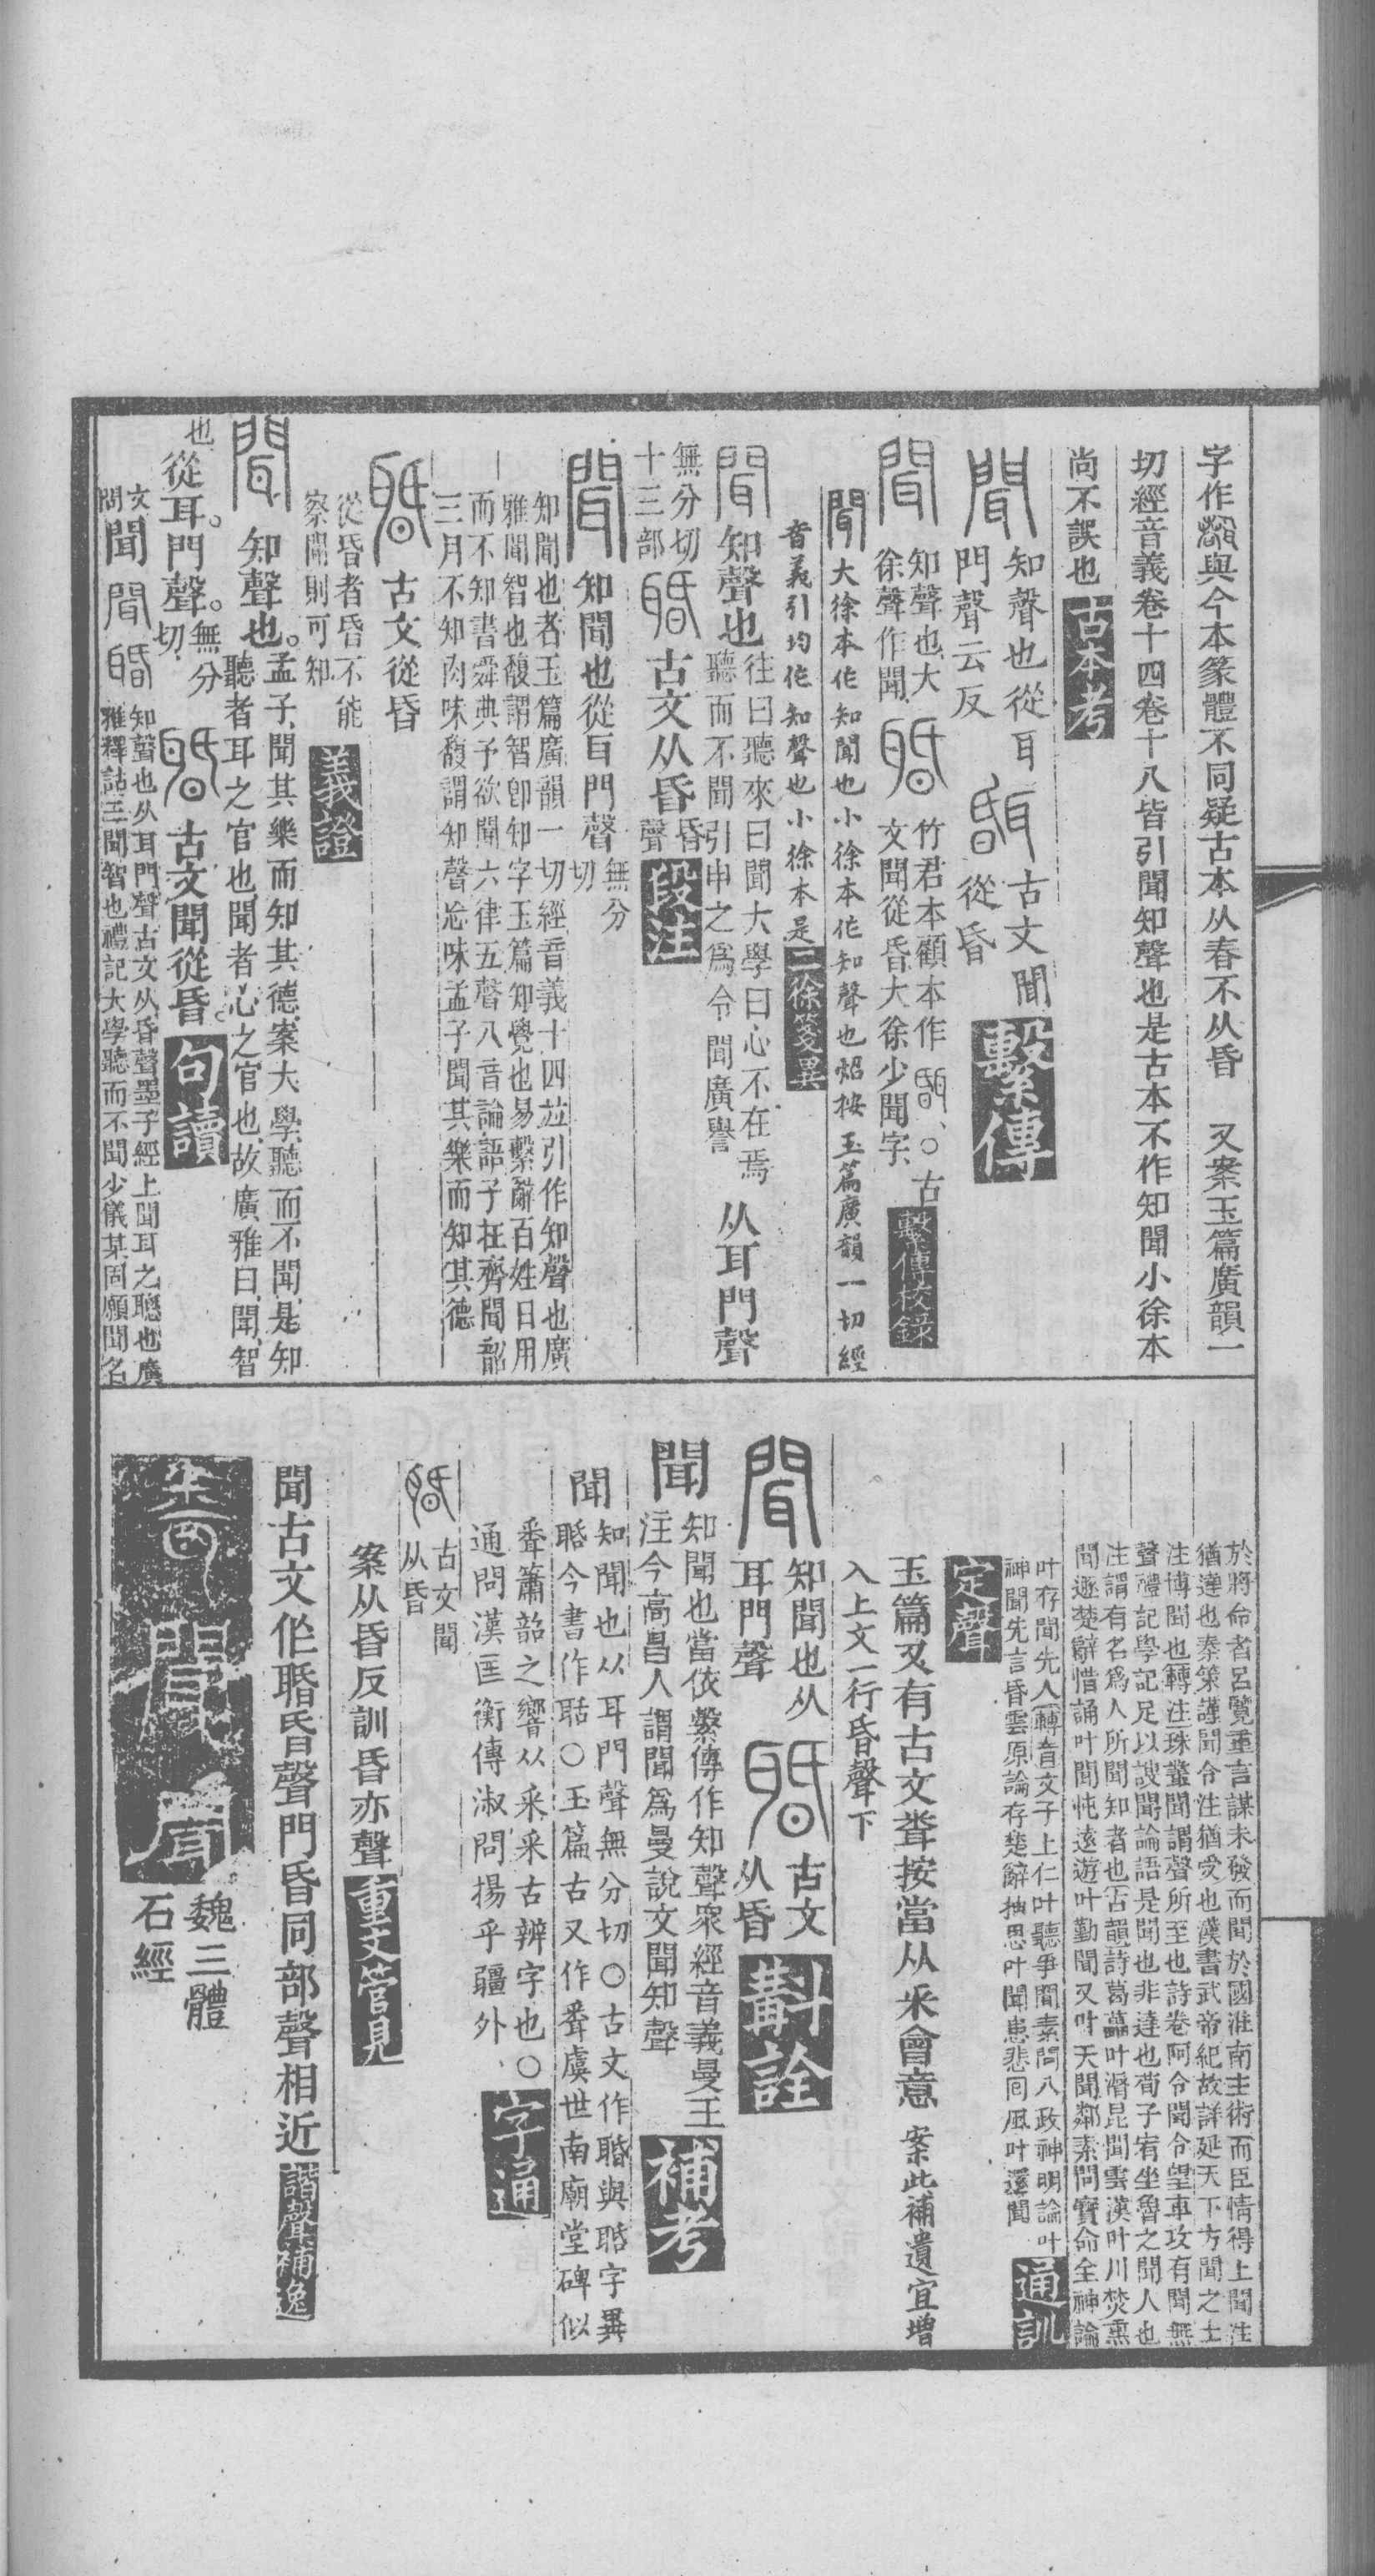 字作與今本篆體不同疑古本从春不从昏　又案玉篇廣韻一
切經音義卷十四卷十八皆引聞知聲也是古本不作知聞小徐本
尚不誤也 古本考
聞 知聲也從耳
門聲云反
古文聞
從昏
繫傳
聞 知聲也大
徐聲作聞
竹君本顧本作、○古
文聞從昏大徐少聞字、
繫傳校錄
聞 大徐本作知聞也小徐本作知聲也炤按玉篇廣韻一切經
音義引均作知聲也小徐本是 二徐箋異
聞 知聲也 往曰聽來曰聞大學曰心不在焉
聽而不聞引申之爲令聞廣譽
从耳門聲
無分切
十三部
古文从昏 昏
聲
段注
聞 知聞也從耳門聲 無分
切
知聞也者玉篇廣韻一切經音義十四竝引作知聲也廣
雅聞智也馥謂智卽知字玉篇知覺也易繫辭百姓日用
而不知書舜典予欲聞六律五聲八音論語子在齊聞韶
三月不知肉味馥謂知聲忘味孟子聞其樂而知其德
古文從昏
從昏者昏不能
察聞則可知
義證
聞 知聲也。孟子、聞其樂而知其德、案大學聽而不聞、是知
聽者耳之官也、聞者心之官也、故廣雅曰、聞、智
也 從耳。門聲。無分
切、
古文聞從昏。 句讀
文
問
聞 聞 知聲也从耳門聲古文从昏聲墨子經上聞耳之聰也廣
雅釋詁三聞智也禮記大學聽而不聞少儀某固願聞名
於將命者呂覽重言謀未發而聞於國淮南主術而臣情得上聞注
猶達也秦策謹聞令注猶受也漢書武帝紀故詳延天下方聞之士
注博聞也轉注珠叢聞謂聲所至也詩卷阿令聞令望車攻有聞無
聲禮記學記足以謏聞論語是聞也非達也荀子宥坐魯之聞人也
注謂有名爲人所聞知者也古韻詩葛藟叶漘昆聞雲漢叶川焚熏
聞遯楚辭惜誦叶聞忳遠遊叶勤聞又叶天聞鄰素問寶命全神論
叶存聞先人轉音文子上仁叶聽爭聞素問八政神明論叶
神聞先言昏雲原論存楚辭抽思叶聞患悲回風叶還聞
通訓
定聲
玉篇又有古文䎽按當从釆會意 案此補遺宜增
入上文一行昏聲下
聞 知聞也从
耳門聲
古文
从昏
斠詮
聞 知聞也當依繫傳作知聲衆經音義曼王
注今高昌人謂聞爲曼說文聞知聲
補考
聞 知聞也从耳門聲無分切○古文作䎽與聒字異
䎽今書作聒○玉篇古又作䎽虞世南廟堂碑似
䎽簫韶之響从釆釆古辨字也○
通問漢匡衡傳淑問揚乎疆外、
字通
古文聞
从昏
案从昏反訓昏亦聲 重文管見
聞古文作䎽昏聲門昏同部聲相近 諧聲補逸
魏三體
石經